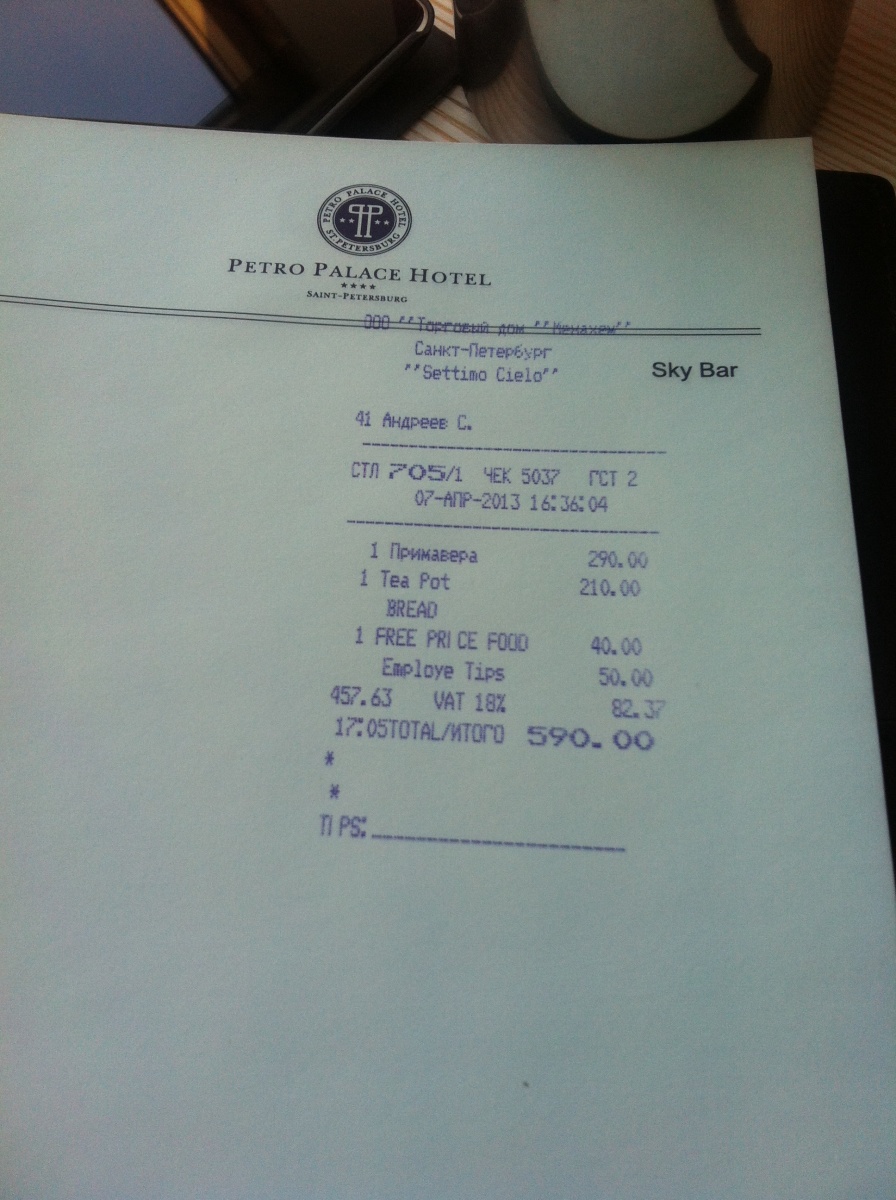 PETRO PALACE HOTEL
ST.PETERSBURG
PETRO PALACE HOTEL
★★★★
SAINT-PETERSBURG
ООО ''Торговый дом ''Менахем''
Санкт-Петербург
''Settimo Cielo''
Sky Bar
41 Андреев С.
СТЛ 705/1 ЧЕК 5037 ГСТ 2
07-АПР-2013 16:36:04
1 Примавера 290.00
1 Tea Pot 210.00
BREAD
1 FREE PRICE FOOD 40.00
Employe Tips 50.00
457.63 VAT 18% 82.37
17:05TOTAL/ИТОГО 590.00
*
*
TIPS: